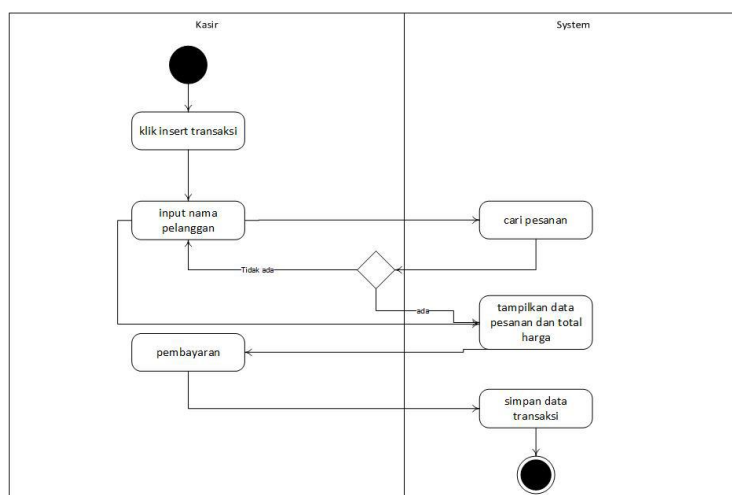 Kasir
System
klik insert transaksi
input nama
pelanggan
cari pesanan
Tidak ada
ada
tampilkan data
pesanan dan total
harga
pembayaran
simpan data
transaksi